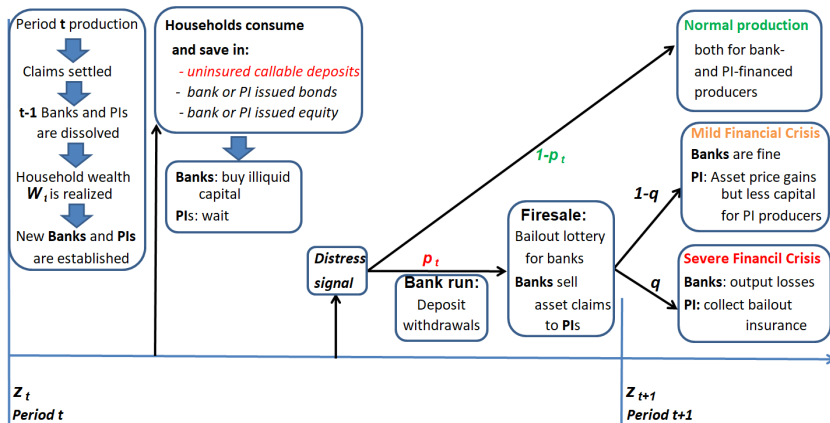 Period t production
Claims settled
t-1 Banks and PIs
are dissolved
Household wealth
W t is realized
New Banks and PIs
are established
Households consume
and save in:
- uninsured callable deposits
- bank or PI issued bonds
- bank or PI issued equity
Banks: buy illiquid
capital
PIs: wait
Distress
signal
p t
Bank run:
Deposit
withdrawals
1-p t
Firesale:
Bailout lottery
for banks
Banks sell
asset claims
to PIs
1-q
q
Normal production
both for bank-
and PI-financed
producers
Mild Financial Crisis
Banks are fine
PI: Asset price gains
but less capital
for PI producers
Severe Financil Crisis
Banks: output losses
PI: collect bailout
insurance
z t
Period t
z t+1
Period t+1